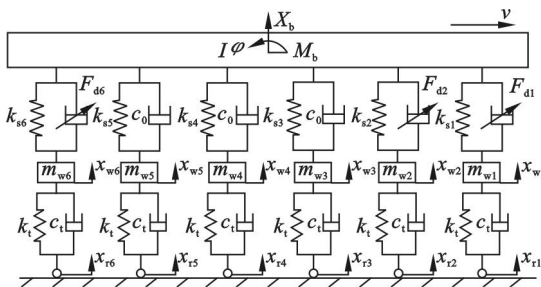 X_b v
I φ M_b
F_d6 F_d2 F_d1
k_s6 k_s5 c_0 k_s4 c_0 k_s3 c_0 k_s2 k_s1
m_w6 x_w6 m_w5 x_w5 m_w4 x_w4 m_w3 x_w3 m_w2 x_w2 m_w1 x_w
k_t c_t k_t c_t k_t c_t k_t c_t k_t c_t k_t c_t
x_r6 x_r5 x_r4 x_r3 x_r2 x_r1